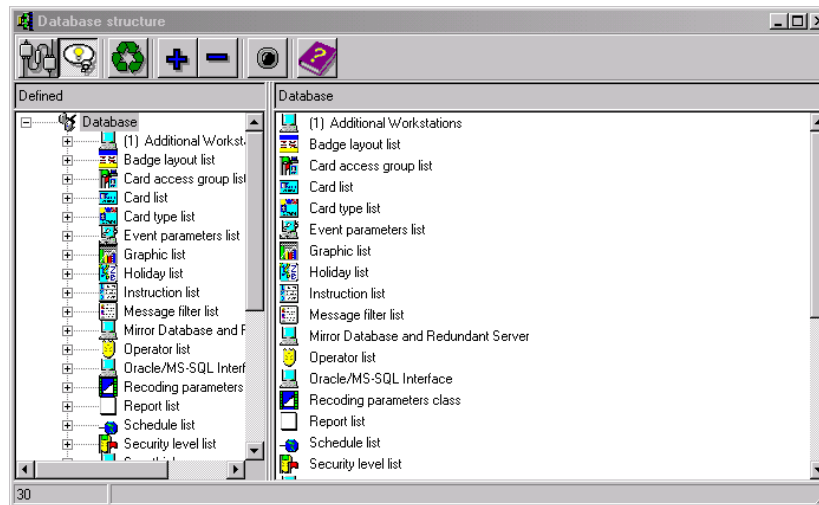 Database structure
Defined
Database
Database
(1) Additional Workst
Badge layout list
Card access group list
Card list
Card type list
Event parameters list
Graphic list
Holiday list
Instruction list
Message filter list
Mirror Database and
Operator list
Oracle/MS-SQL Interf
Recoding parameters
Report list
Schedule list
Security level list
(1) Additional Workstations
Badge layout list
Card access group list
Card list
Card type list
Event parameters list
Graphic list
Holiday list
Instruction list
Message filter list
Mirror Database and Redundant Server
Operator list
Oracle/MS-SQL Interface
Recoding parameters class
Report list
Schedule list
Security level list
30